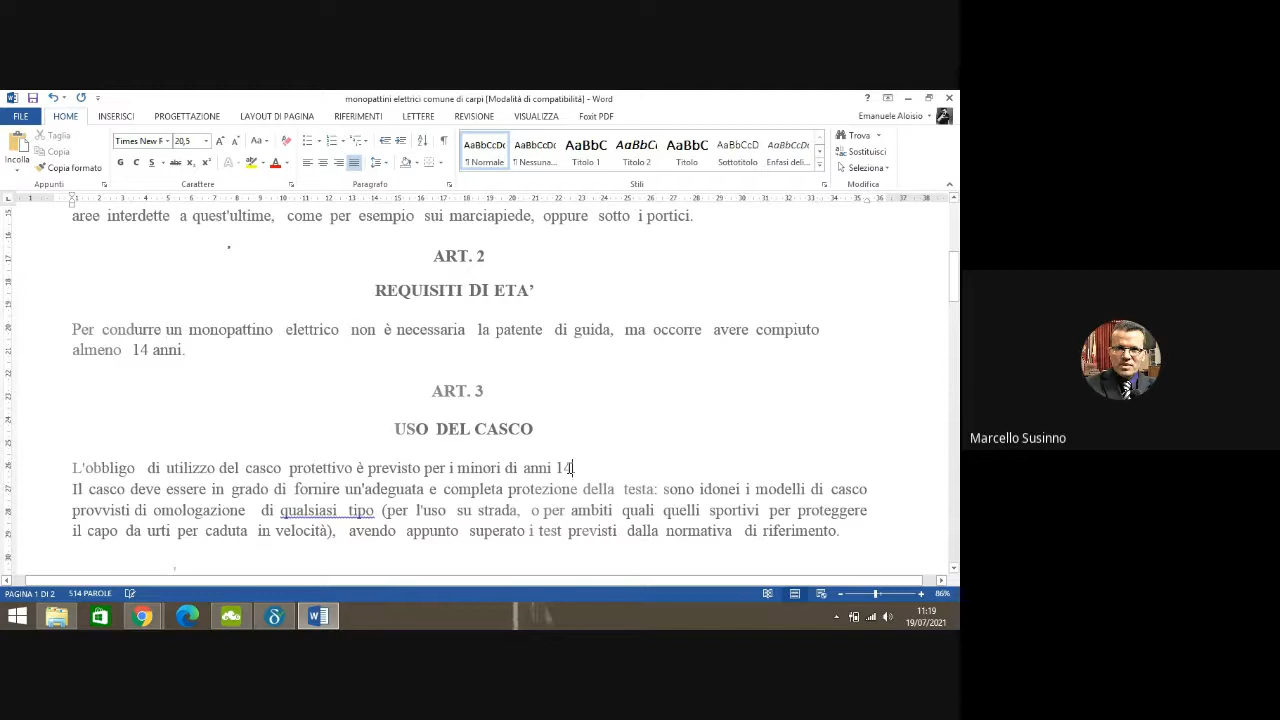 monopattini elettrici comune di carpi [Modalità di compatibilità] - Word
FILE HOME INSERISCI PROGETTAZIONE LAYOUT DI PAGINA RIFERIMENTI LETTERE REVISIONE VISUALIZZA Foxit PDF
Emanuele Aloisio
Incolla
Taglia
Copia
Copia formato
Times New F 20,5
AaBbCcDc AaBbCcDc AaBbC AaBbCc AaBbC AaBbCcD AaBbCcDc
¶ Normale ¶ Nessuna... Titolo 1 Titolo 2 Titolo Sottotitolo Enfasi deli...
Trova
Sostituisci
Seleziona
Appunti Carattere Paragrafo Stili Modifica
aree interdette a quest'ultime, come per esempio sui marciapiede, oppure sotto i portici.
ART. 2
REQUISITI DI ETA'
Per condurre un monopattino elettrico non è necessaria la patente di guida, ma occorre avere compiuto
almeno 14 anni.
ART. 3
USO DEL CASCO
L'obbligo di utilizzo del casco protettivo è previsto per i minori di anni 14.
Il casco deve essere in grado di fornire un'adeguata e completa protezione della testa: sono idonei i modelli di casco
provvisti di omologazione di qualsiasi tipo (per l'uso su strada, o per ambiti quali quelli sportivi per proteggere
il capo da urti per caduta in velocità), avendo appunto superato i test previsti dalla normativa di riferimento.
PAGINA 1 DI 2 514 PAROLE 86%
11:19
19/07/2021
Marcello Susinno